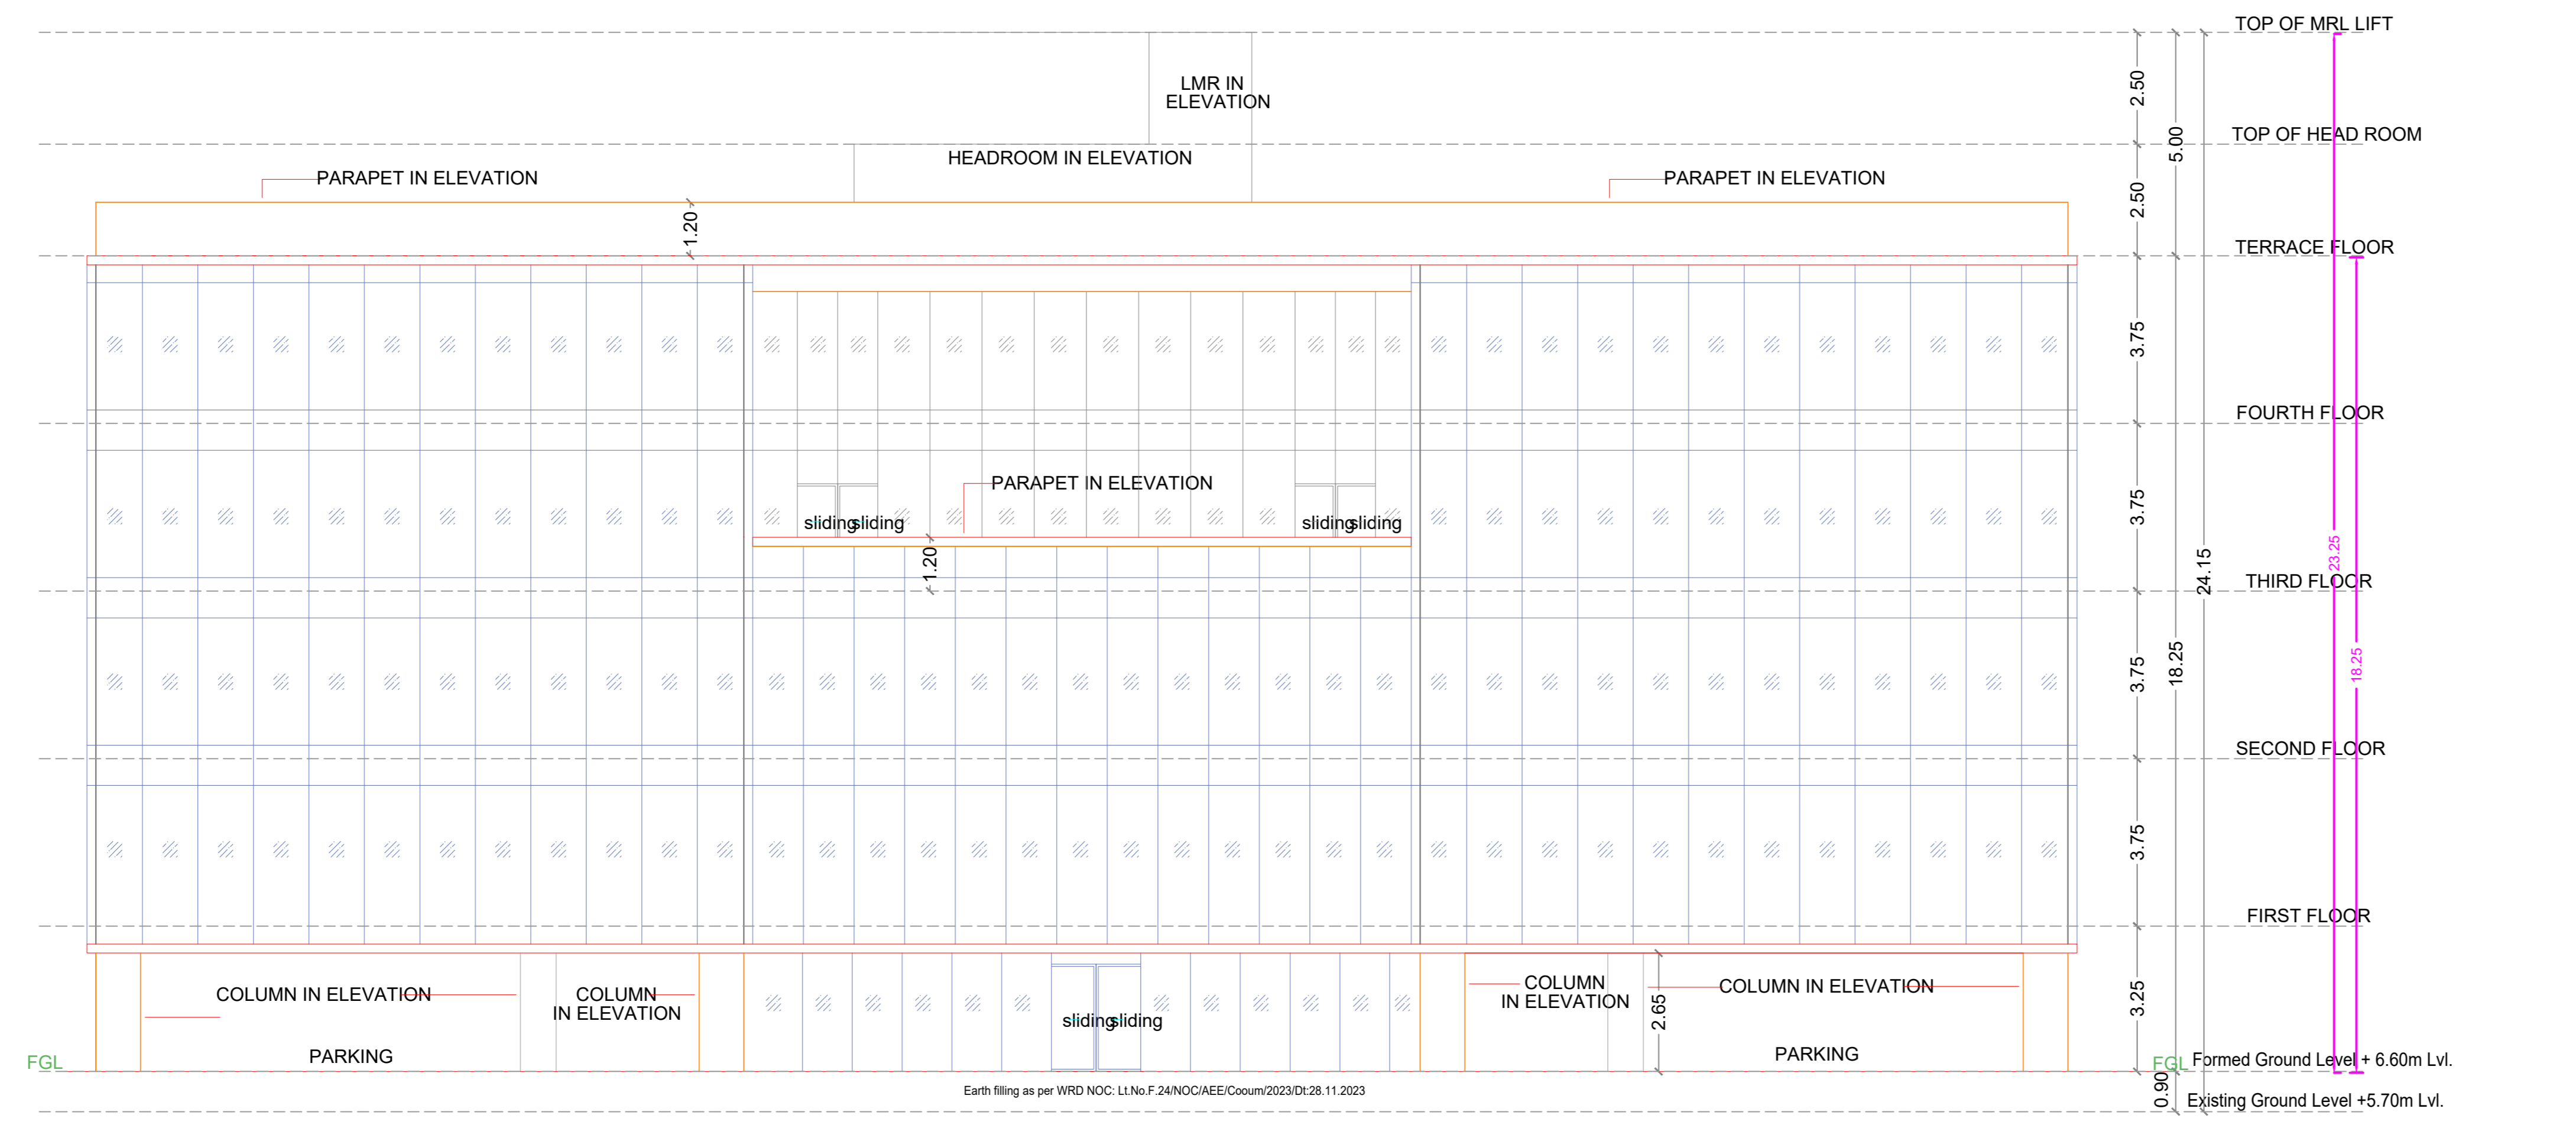 TOP OF MRL LIFT
LMR IN
ELEVATION
2.50
TOP OF HEAD ROOM
5.00
HEADROOM IN ELEVATION
PARAPET IN ELEVATION
PARAPET IN ELEVATION
2.50
1.20
TERRACE FLOOR
3.75
FOURTH FLOOR
PARAPET IN ELEVATION
3.75
sliding
sliding
sliding
sliding
1.20
23.25
24.15
THIRD FLOOR
3.75
18.25
18.25
SECOND FLOOR
3.75
FIRST FLOOR
COLUMN IN ELEVATION
COLUMN
IN ELEVATION
COLUMN
IN ELEVATION
COLUMN IN ELEVATION
2.65
3.25
sliding
sliding
PARKING
PARKING
FGL
FGL
Formed Ground Level + 6.60m Lvl.
Earth filling as per WRD NOC: Lt.No.F.24/NOC/AEE/Cooum/2023/Dt:28.11.2023
0.90
Existing Ground Level +5.70m Lvl.